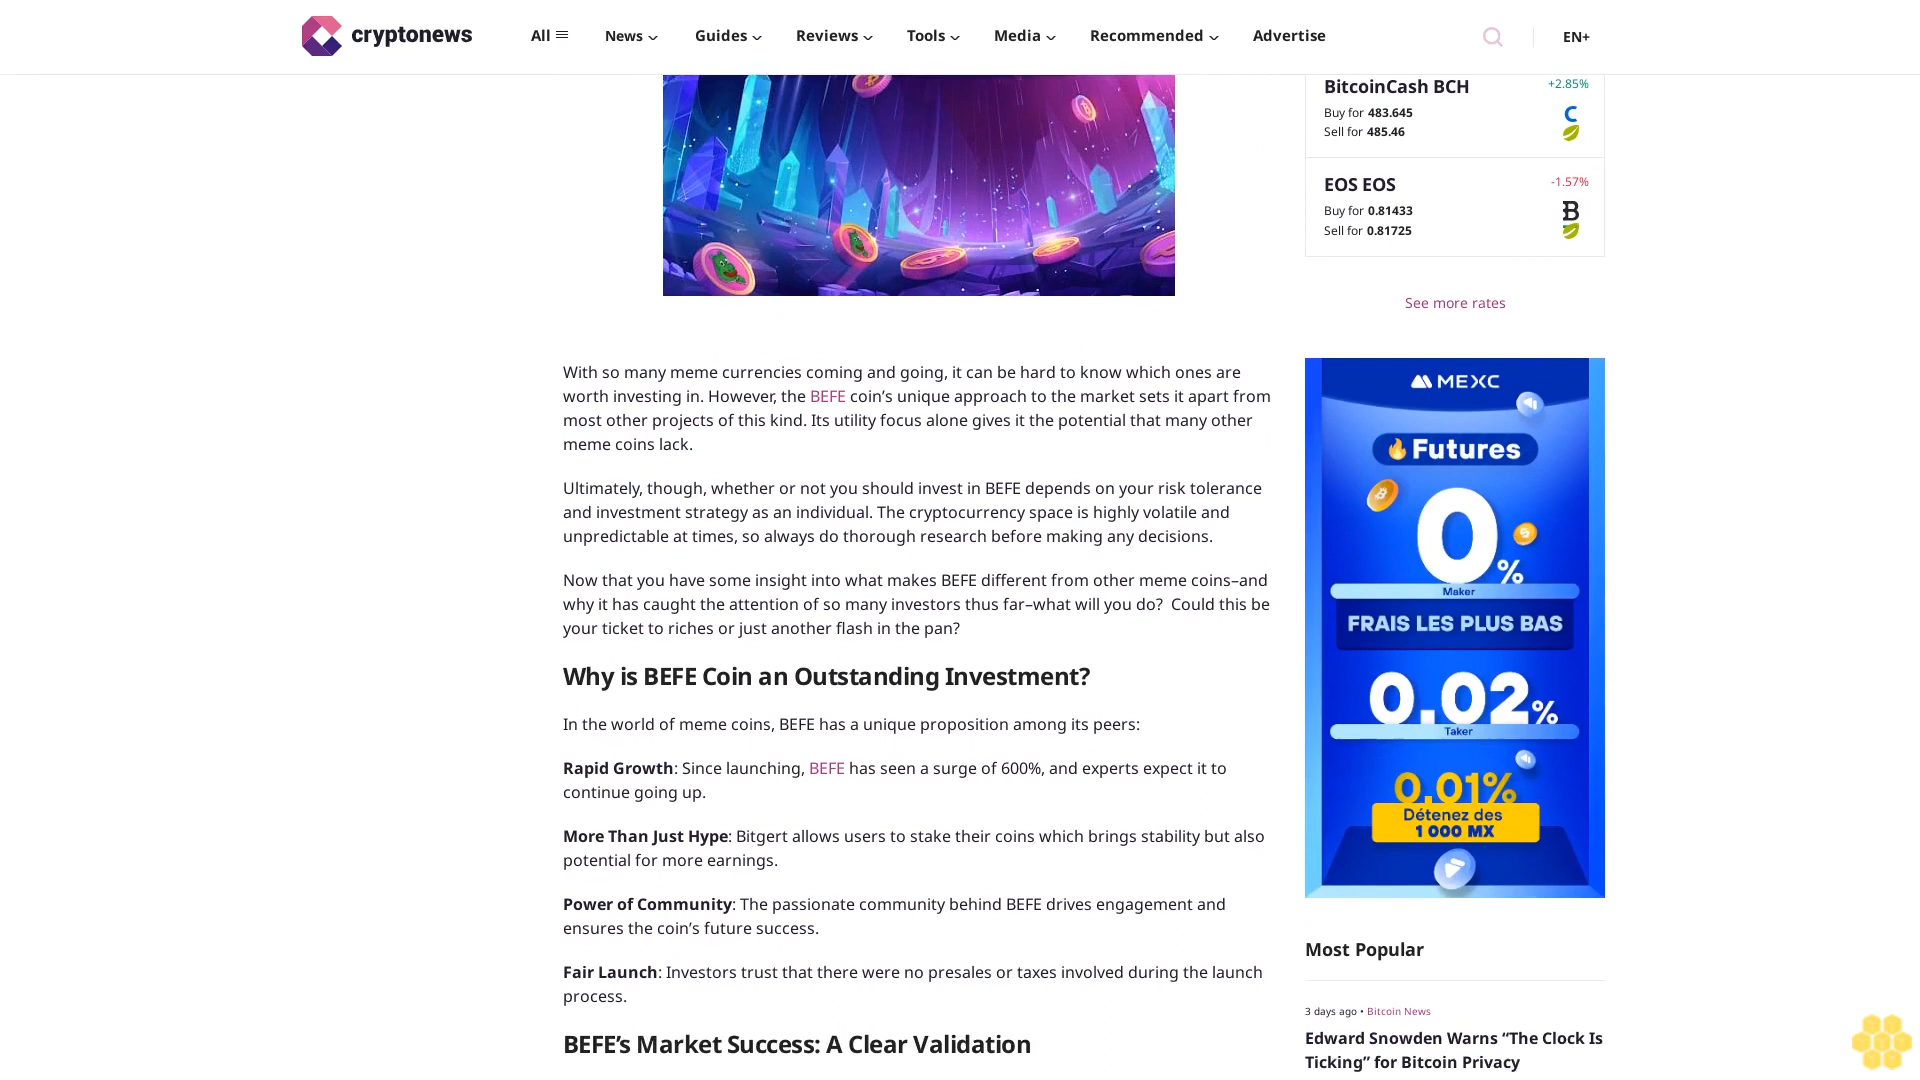 cryptonews
All
News
Guides
Reviews
Tools
Media
Recommended
Advertise
EN+
BitcoinCash BCH
+2.85%
Buy for 483.645
Sell for 485.46
EOS EOS
-1.57%
Buy for 0.81433
Sell for 0.81725
See more rates
With so many meme currencies coming and going, it can be hard to know which ones are
worth investing in. However, the BEFE coin’s unique approach to the market sets it apart from
most other projects of this kind. Its utility focus alone gives it the potential that many other
meme coins lack.
Ultimately, though, whether or not you should invest in BEFE depends on your risk tolerance
and investment strategy as an individual. The cryptocurrency space is highly volatile and
unpredictable at times, so always do thorough research before making any decisions.
Now that you have some insight into what makes BEFE different from other meme coins–and
why it has caught the attention of so many investors thus far–what will you do?  Could this be
your ticket to riches or just another flash in the pan?
Why is BEFE Coin an Outstanding Investment?
In the world of meme coins, BEFE has a unique proposition among its peers:
Rapid Growth: Since launching, BEFE has seen a surge of 600%, and experts expect it to
continue going up.
More Than Just Hype: Bitgert allows users to stake their coins which brings stability but also
potential for more earnings.
Power of Community: The passionate community behind BEFE drives engagement and
ensures the coin’s future success.
Fair Launch: Investors trust that there were no presales or taxes involved during the launch
process.
BEFE’s Market Success: A Clear Validation
MEXC
Futures
0%
Maker
FRAIS LES PLUS BAS
0.02%
Taker
0.01%
Détenez des
1 000 MX
Most Popular
3 days ago • Bitcoin News
Edward Snowden Warns “The Clock Is
Ticking” for Bitcoin Privacy